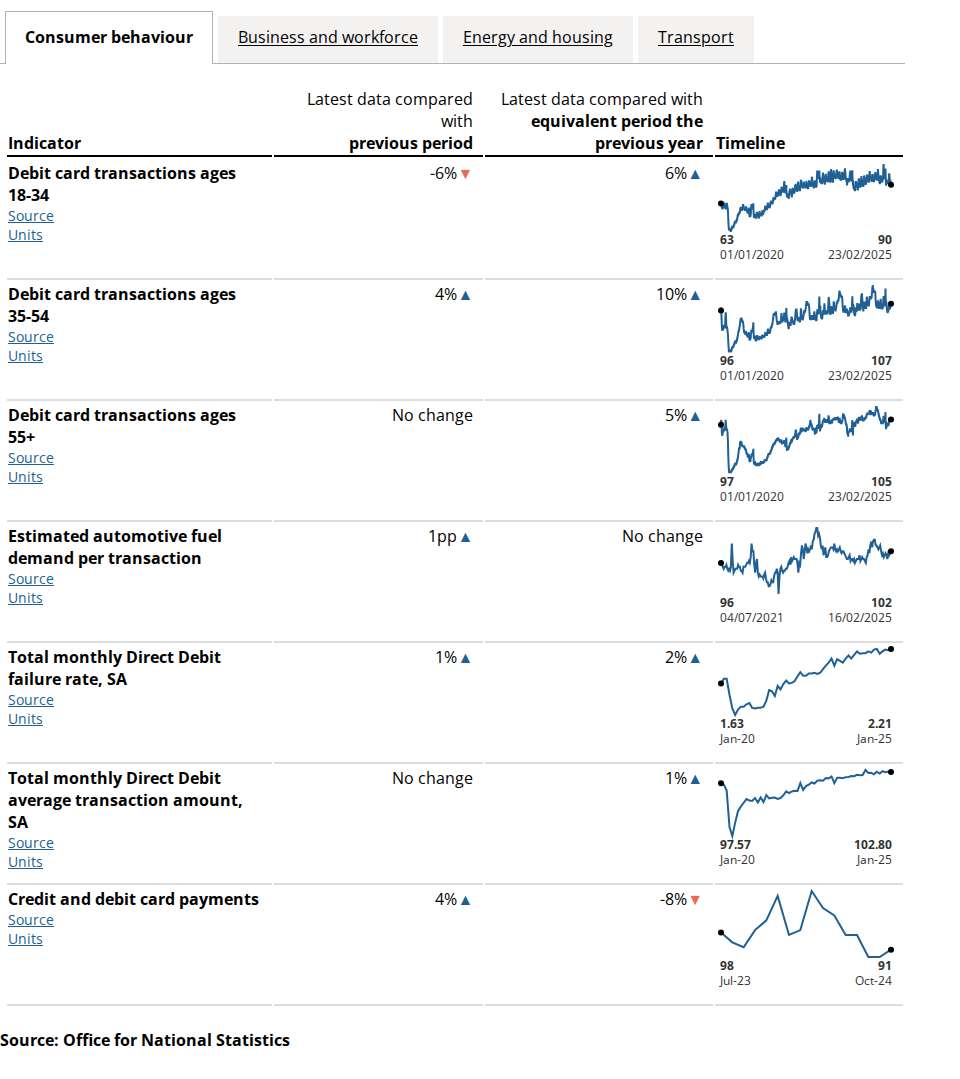 Consumer behaviour
Business and workforce
Energy and housing
Transport
Indicator
Latest data compared
with
previous period
Latest data compared with
equivalent period the
previous year
Timeline
Debit card transactions ages
18-34
Source
Units
-6% ▼
6% ▲
63 90
01/01/2020 23/02/2025
Debit card transactions ages
35-54
Source
Units
4% ▲
10% ▲
96 107
01/01/2020 23/02/2025
Debit card transactions ages
55+
Source
Units
No change
5% ▲
97 105
01/01/2020 23/02/2025
Estimated automotive fuel
demand per transaction
Source
Units
1pp ▲
No change
96 102
04/07/2021 16/02/2025
Total monthly Direct Debit
failure rate, SA
Source
Units
1% ▲
2% ▲
1.63 2.21
Jan-20 Jan-25
Total monthly Direct Debit
average transaction amount,
SA
Source
Units
No change
1% ▲
97.57 102.80
Jan-20 Jan-25
Credit and debit card payments
Source
Units
4% ▲
-8% ▼
98 91
Jul-23 Oct-24
Source: Office for National Statistics